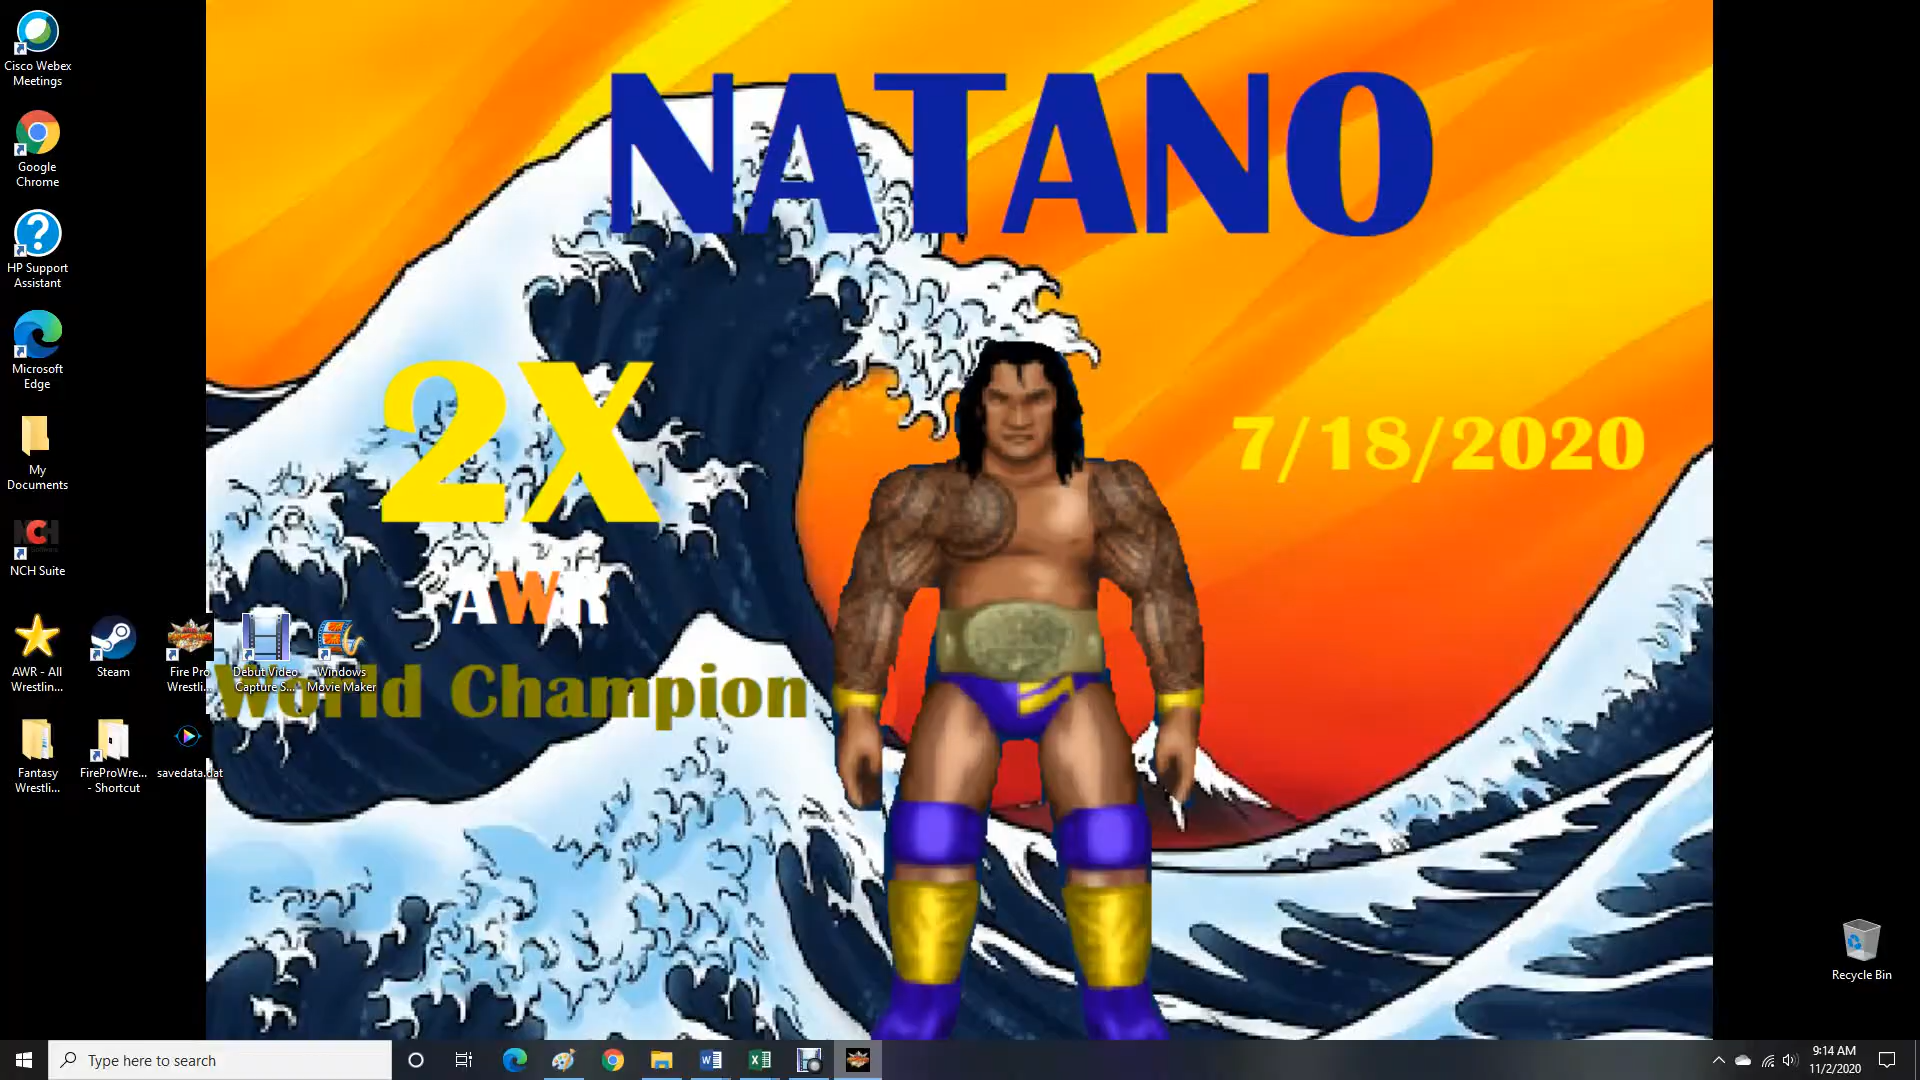 Cisco Webex
Meetings
Google
Chrome
HP Support
Assistant
Microsoft
Edge
My
Documents
NCH Suite
AWR - All
Wrestlin...
Steam
Fire Pro
Wrestli...
Debut Video
Capture S...
Windows
Movie Maker
Fantasy
Wrestli...
FireProWre...
- Shortcut
savedata.dat
NATANO
2X
7/18/2020
AWR
World Champion
Recycle Bin
Type here to search
9:14 AM
11/2/2020